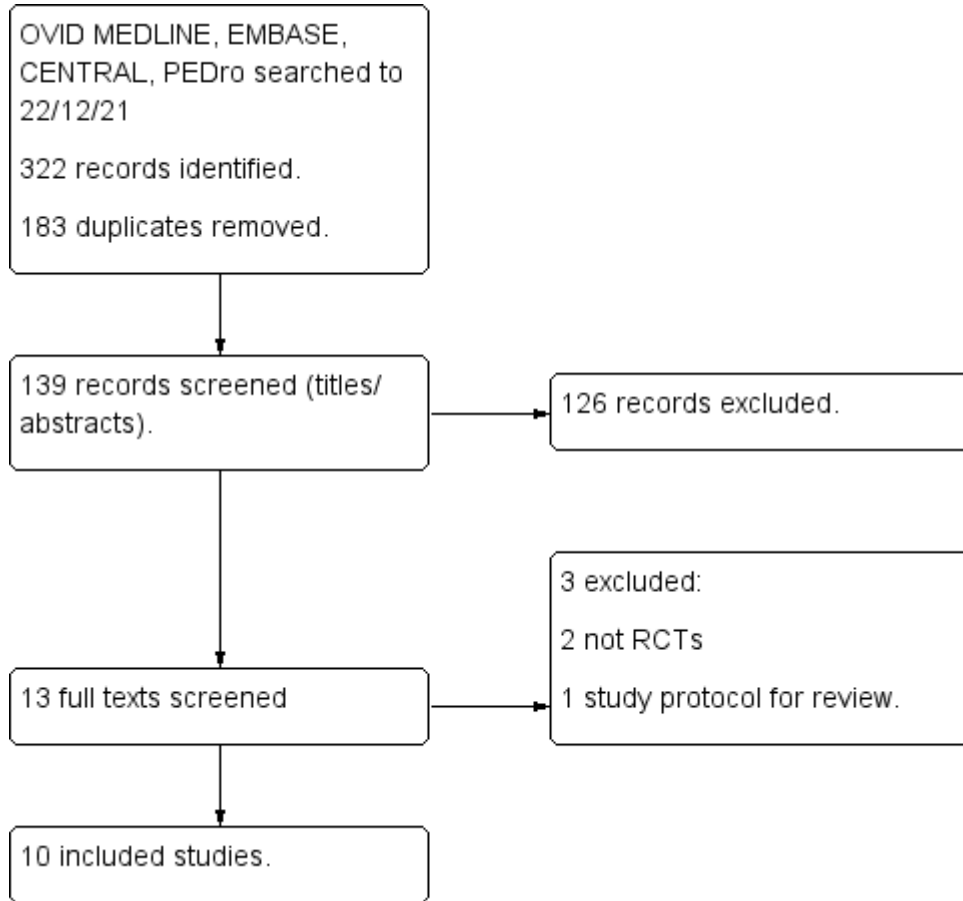 OVID MEDLINE, EMBASE,
CENTRAL, PEDro searched to
22/12/21
322 records identified.
183 duplicates removed.
139 records screened (titles/
abstracts).
126 records excluded.
3 excluded:
2 not RCTs
1 study protocol for review.
13 full texts screened
10 included studies.